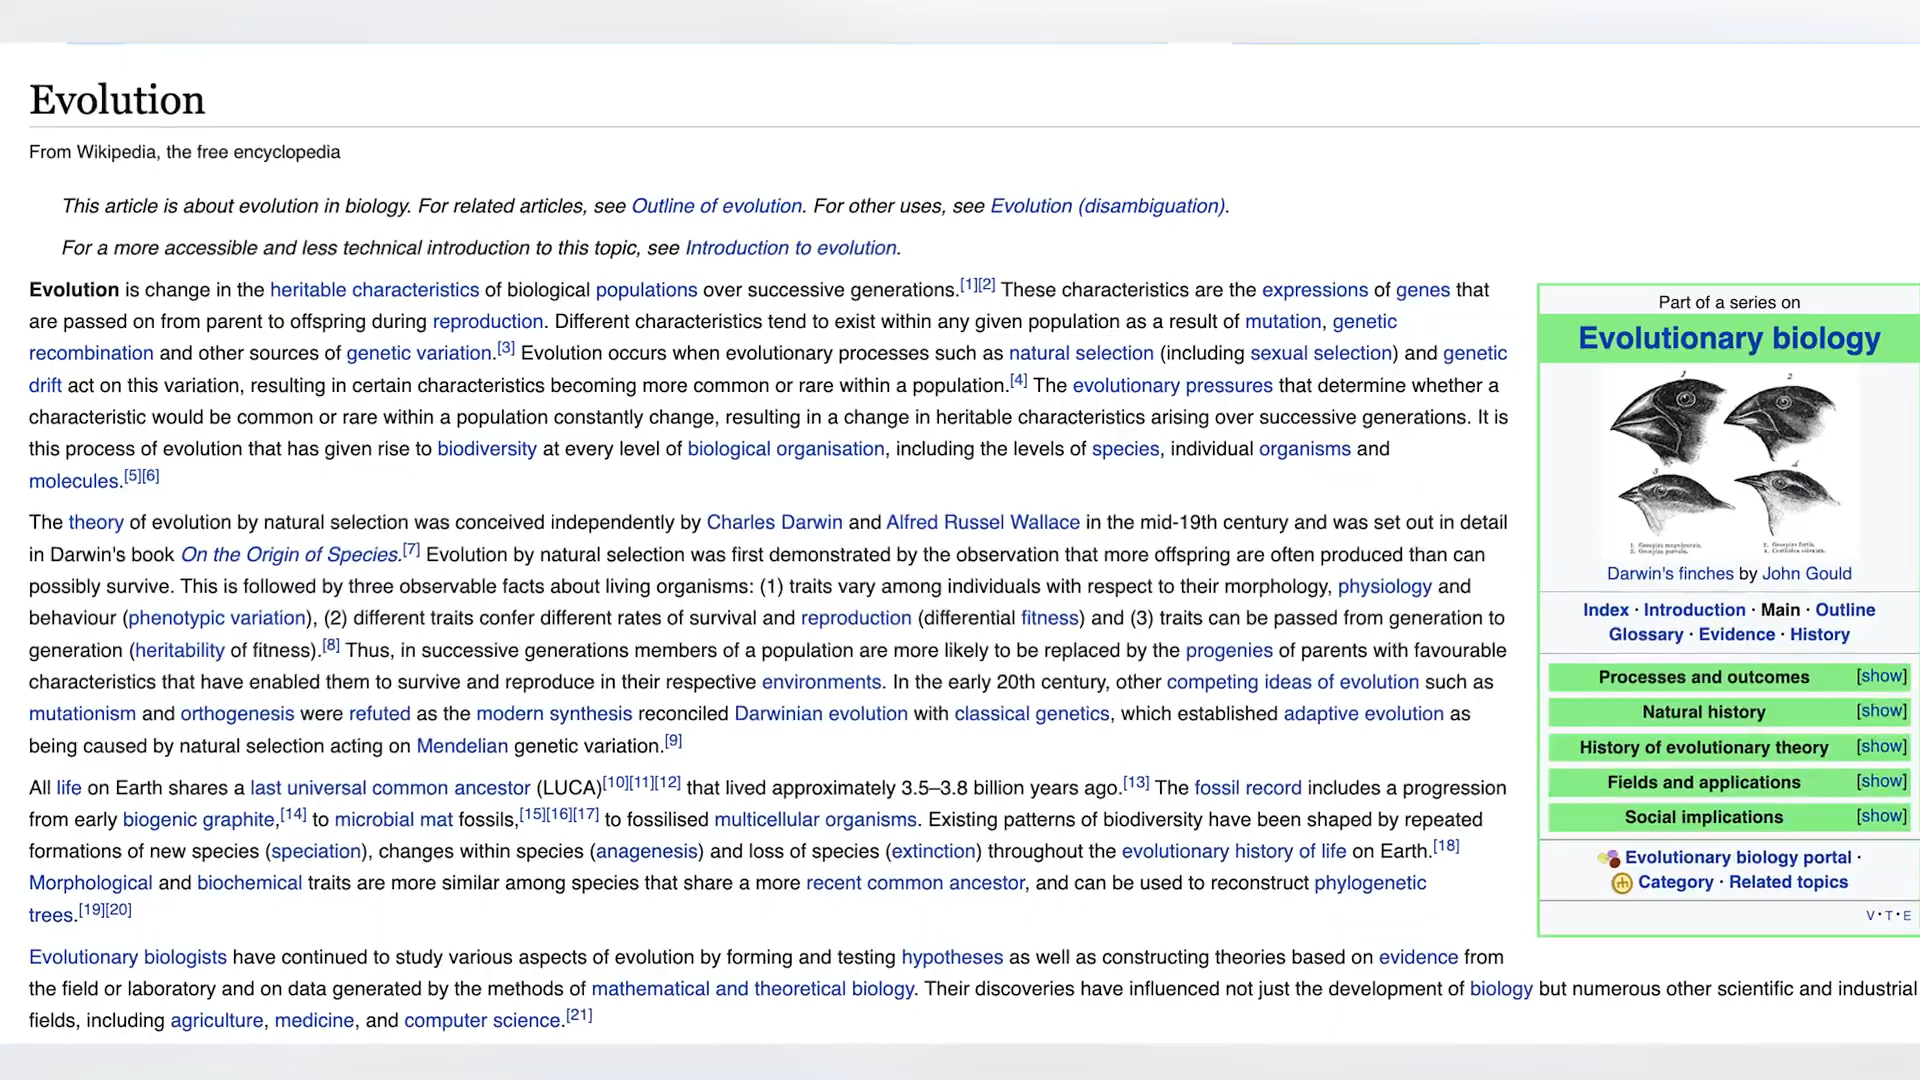 Evolution
From Wikipedia, the free encyclopedia
This article is about evolution in biology. For related articles, see Outline of evolution. For other uses, see Evolution (disambiguation).
For a more accessible and less technical introduction to this topic, see Introduction to evolution.
Evolution is change in the heritable characteristics of biological populations over successive generations.[1][2] These characteristics are the expressions of genes that
are passed on from parent to offspring during reproduction. Different characteristics tend to exist within any given population as a result of mutation, genetic
recombination and other sources of genetic variation.[3] Evolution occurs when evolutionary processes such as natural selection (including sexual selection) and genetic
drift act on this variation, resulting in certain characteristics becoming more common or rare within a population.[4] The evolutionary pressures that determine whether a
characteristic would be common or rare within a population constantly change, resulting in a change in heritable characteristics arising over successive generations. It is
this process of evolution that has given rise to biodiversity at every level of biological organisation, including the levels of species, individual organisms and
molecules.[5][6]
The theory of evolution by natural selection was conceived independently by Charles Darwin and Alfred Russel Wallace in the mid-19th century and was set out in detail
in Darwin's book On the Origin of Species.[7] Evolution by natural selection was first demonstrated by the observation that more offspring are often produced than can
possibly survive. This is followed by three observable facts about living organisms: (1) traits vary among individuals with respect to their morphology, physiology and
behaviour (phenotypic variation), (2) different traits confer different rates of survival and reproduction (differential fitness) and (3) traits can be passed from generation to
generation (heritability of fitness).[8] Thus, in successive generations members of a population are more likely to be replaced by the progenies of parents with favourable
characteristics that have enabled them to survive and reproduce in their respective environments. In the early 20th century, other competing ideas of evolution such as
mutationism and orthogenesis were refuted as the modern synthesis reconciled Darwinian evolution with classical genetics, which established adaptive evolution as
being caused by natural selection acting on Mendelian genetic variation.[9]
All life on Earth shares a last universal common ancestor (LUCA)[10][11][12] that lived approximately 3.5–3.8 billion years ago.[13] The fossil record includes a progression
from early biogenic graphite,[14] to microbial mat fossils,[15][16][17] to fossilised multicellular organisms. Existing patterns of biodiversity have been shaped by repeated
formations of new species (speciation), changes within species (anagenesis) and loss of species (extinction) throughout the evolutionary history of life on Earth.[18]
Morphological and biochemical traits are more similar among species that share a more recent common ancestor, and can be used to reconstruct phylogenetic
trees.[19][20]
Evolutionary biologists have continued to study various aspects of evolution by forming and testing hypotheses as well as constructing theories based on evidence from
the field or laboratory and on data generated by the methods of mathematical and theoretical biology. Their discoveries have influenced not just the development of biology but numerous other scientific and industrial
fields, including agriculture, medicine, and computer science.[21]
Part of a series on
Evolutionary biology
1 2
3 4
Darwin's finches by John Gould
Index · Introduction · Main · Outline
Glossary · Evidence · History
Processes and outcomes [show]
Natural history [show]
History of evolutionary theory [show]
Fields and applications [show]
Social implications [show]
Evolutionary biology portal ·
Category · Related topics
V · T · E